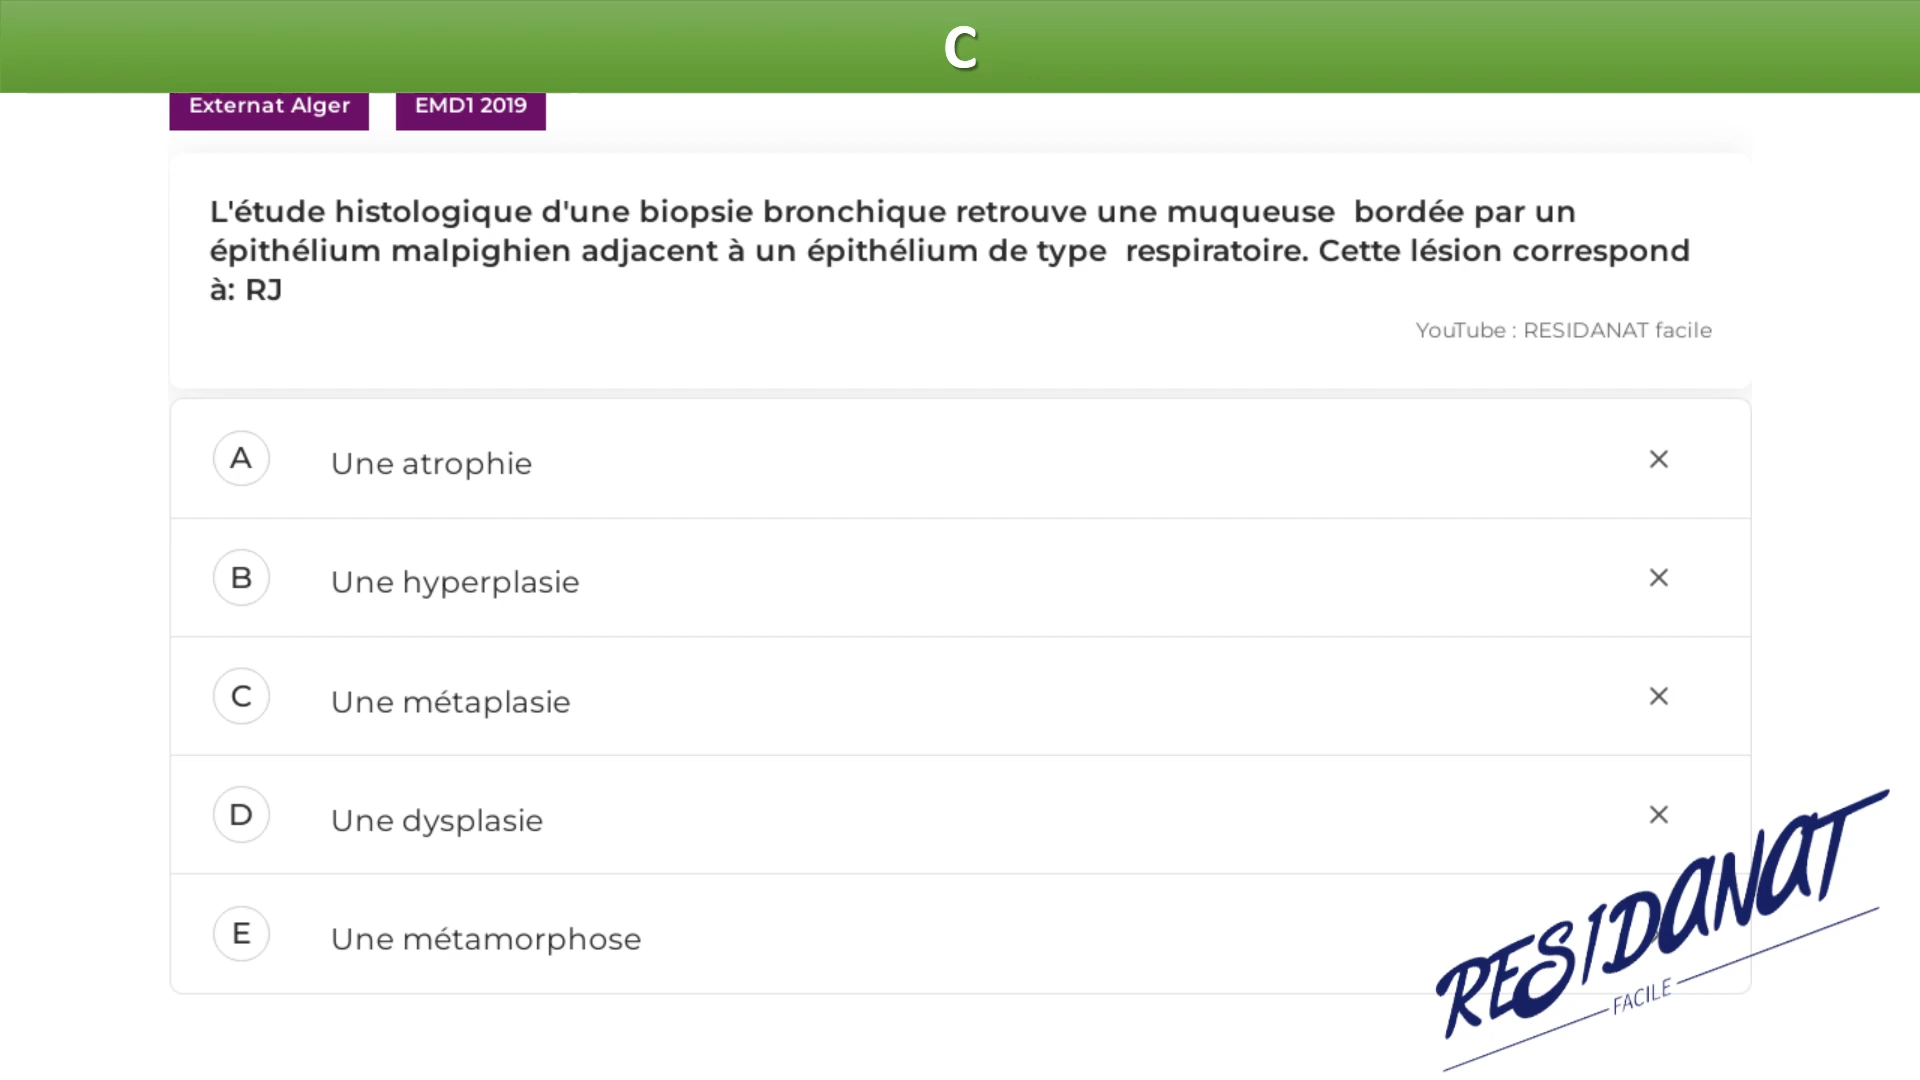 C
Externat Alger EMD1 2019
L'étude histologique d'une biopsie bronchique retrouve une muqueuse bordée par un
épithélium malpighien adjacent à un épithélium de type respiratoire. Cette lésion correspond
à: RJ
YouTube : RESIDANAT facile
A Une atrophie
B Une hyperplasie
C Une métaplasie
D Une dysplasie
E Une métamorphose
RESIDANAT
FACILE